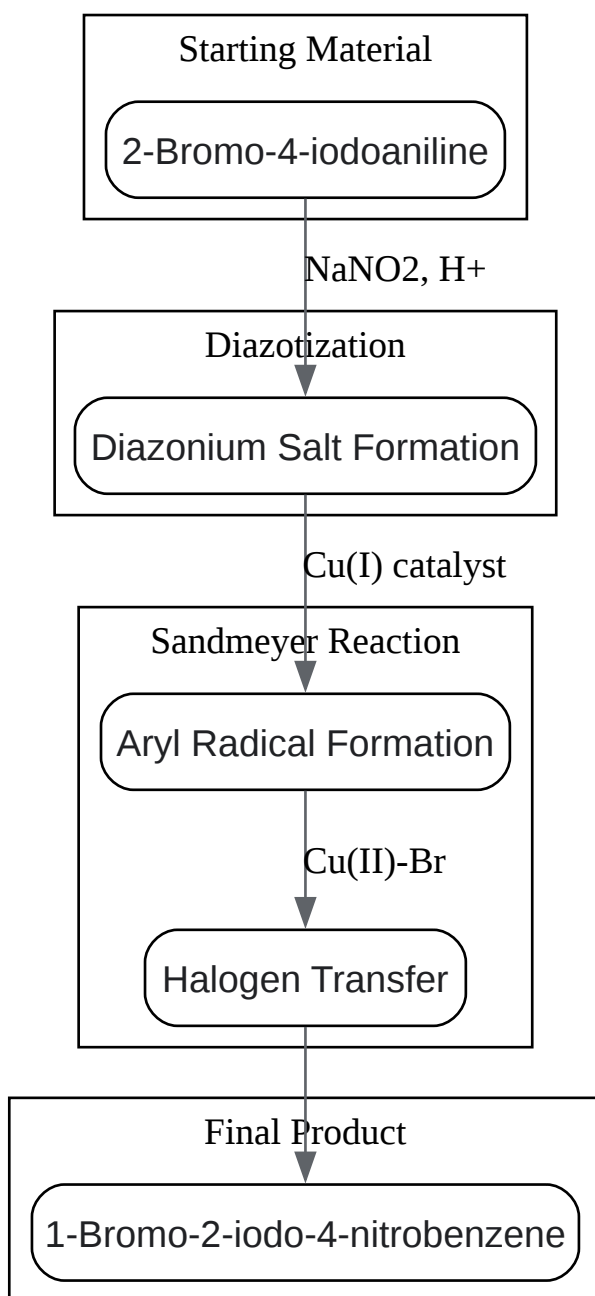 Starting Material
2-Bromo-4-iodoaniline
NaNO2, H+
Diazotization
Diazonium Salt Formation
Cu(I) catalyst
Sandmeyer Reaction
Aryl Radical Formation
Cu(II)-Br
Halogen Transfer
Final Product
1-Bromo-2-iodo-4-nitrobenzene